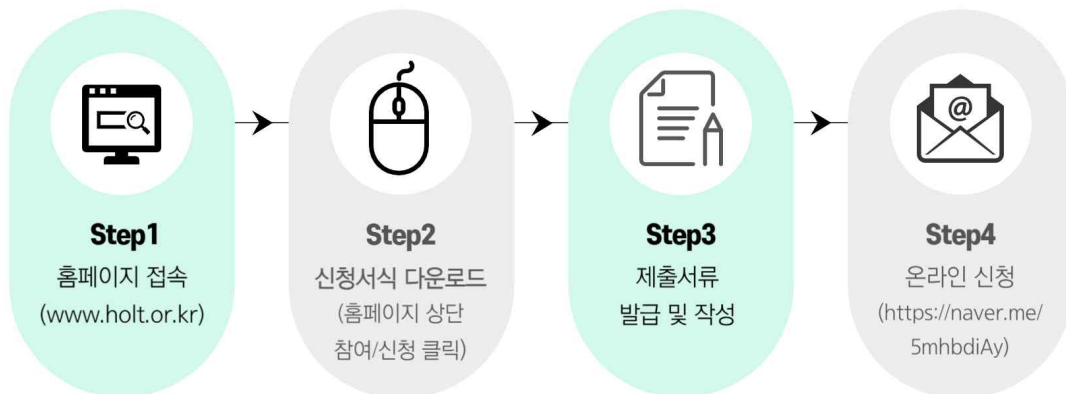 @
Step1
홈페이지 접속
(www.holt.or.kr)
Step2
신청서식 다운로드
(홈페이지 상단
참여/신청 클릭)
Step3
제출서류
발급 및 작성
Step4
온라인 신청
(https://naver.me/
5mhbdiAy)